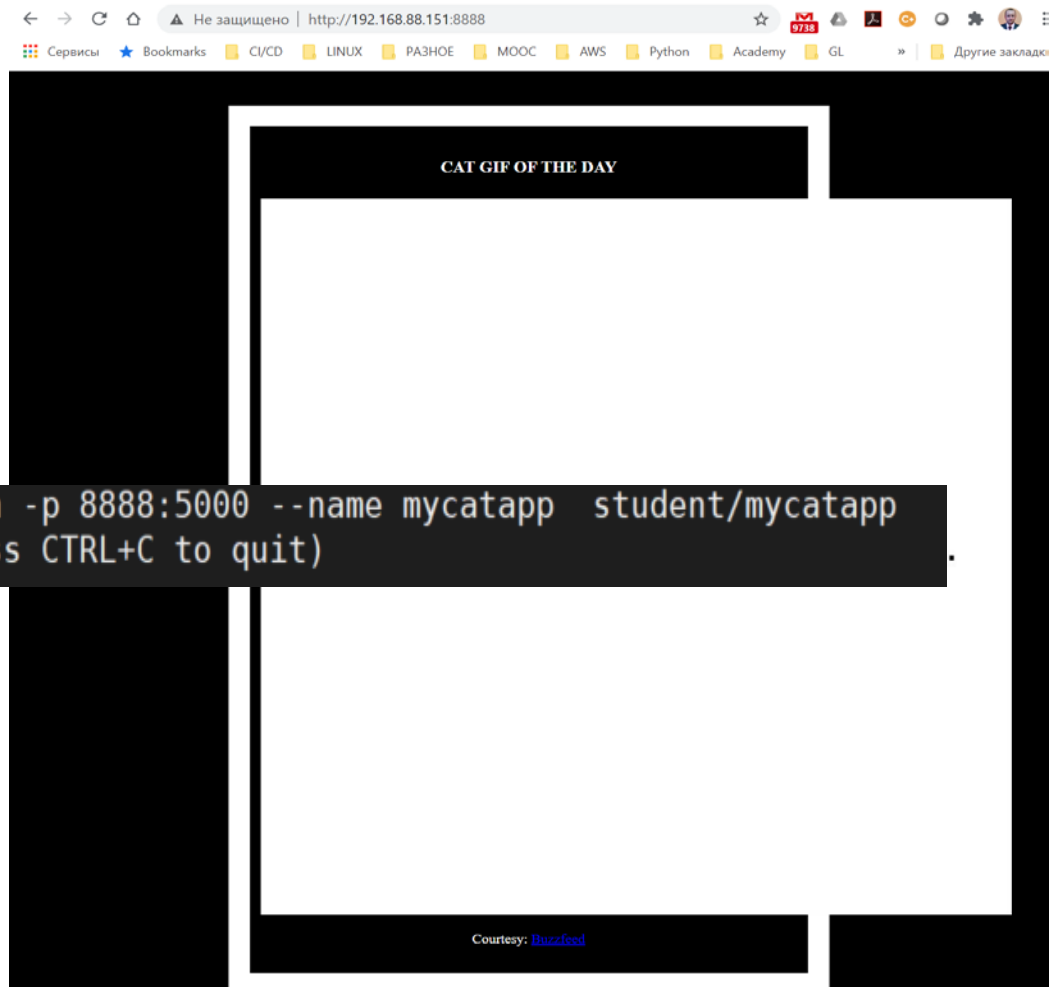 Не защищено | http://192.168.88.151:8888
9738
Сервисы Bookmarks CI/CD LINUX РАЗНОЕ MOOC AWS Python Academy GL » Другие закладки
CAT GIF OF THE DAY
-p 8888:5000 --name mycatapp student/mycatapp
s CTRL+C to quit)
.
Courtesy: Buzzfeed